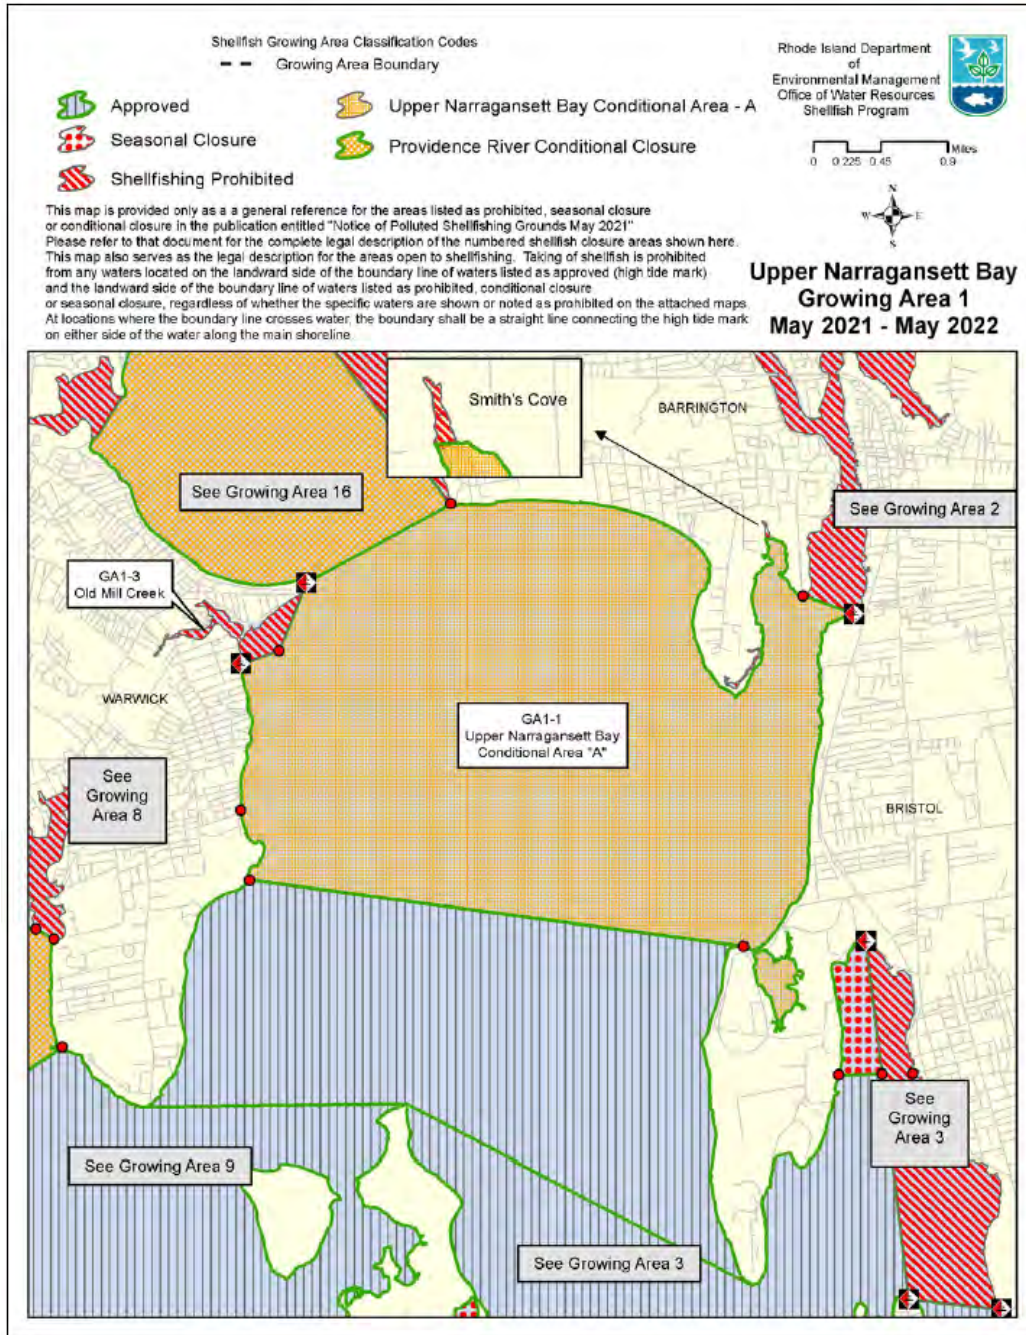 Shellfish Growing Area Classification Codes
Growing Area Boundary
Approved
Seasonal Closure
Shellfishing Prohibited
Upper Narragansett Bay Conditional Area - A
Providence River Conditional Closure
Rhode Island Department
of
Environmental Management
Office of Water Resources
Shellfish Program
Miles
0 0.225 0.45 0.9
N
W E
S
This map is provided only as a a general reference for the areas listed as prohibited, seasonal closure
or conditional closure in the publication entitled "Notice of Polluted Shellfishing Grounds May 2021"
Please refer to that document for the complete legal description of the numbered shellfish closure areas shown here.
This map also serves as the legal description for the areas open to shellfishing. Taking of shellfish is prohibited
from any waters located on the landward side of the boundary line of waters listed as approved (high tide mark)
and the landward side of the boundary line of waters listed as prohibited, conditional closure
or seasonal closure, regardless of whether the specific waters are shown or noted as prohibited on the attached maps.
At locations where the boundary line crosses water, the boundary shall be a straight line connecting the high tide mark
on either side of the water along the main shoreline.
Upper Narragansett Bay
Growing Area 1
May 2021 - May 2022
Smith's Cove
BARRINGTON
See Growing Area 16
See Growing Area 2
GA1-3
Old Mill Creek
WARWICK
GA1-1
Upper Narragansett Bay
Conditional Area "A"
See
Growing
Area 8
BRISTOL
See
Growing
Area 3
See Growing Area 9
See Growing Area 3